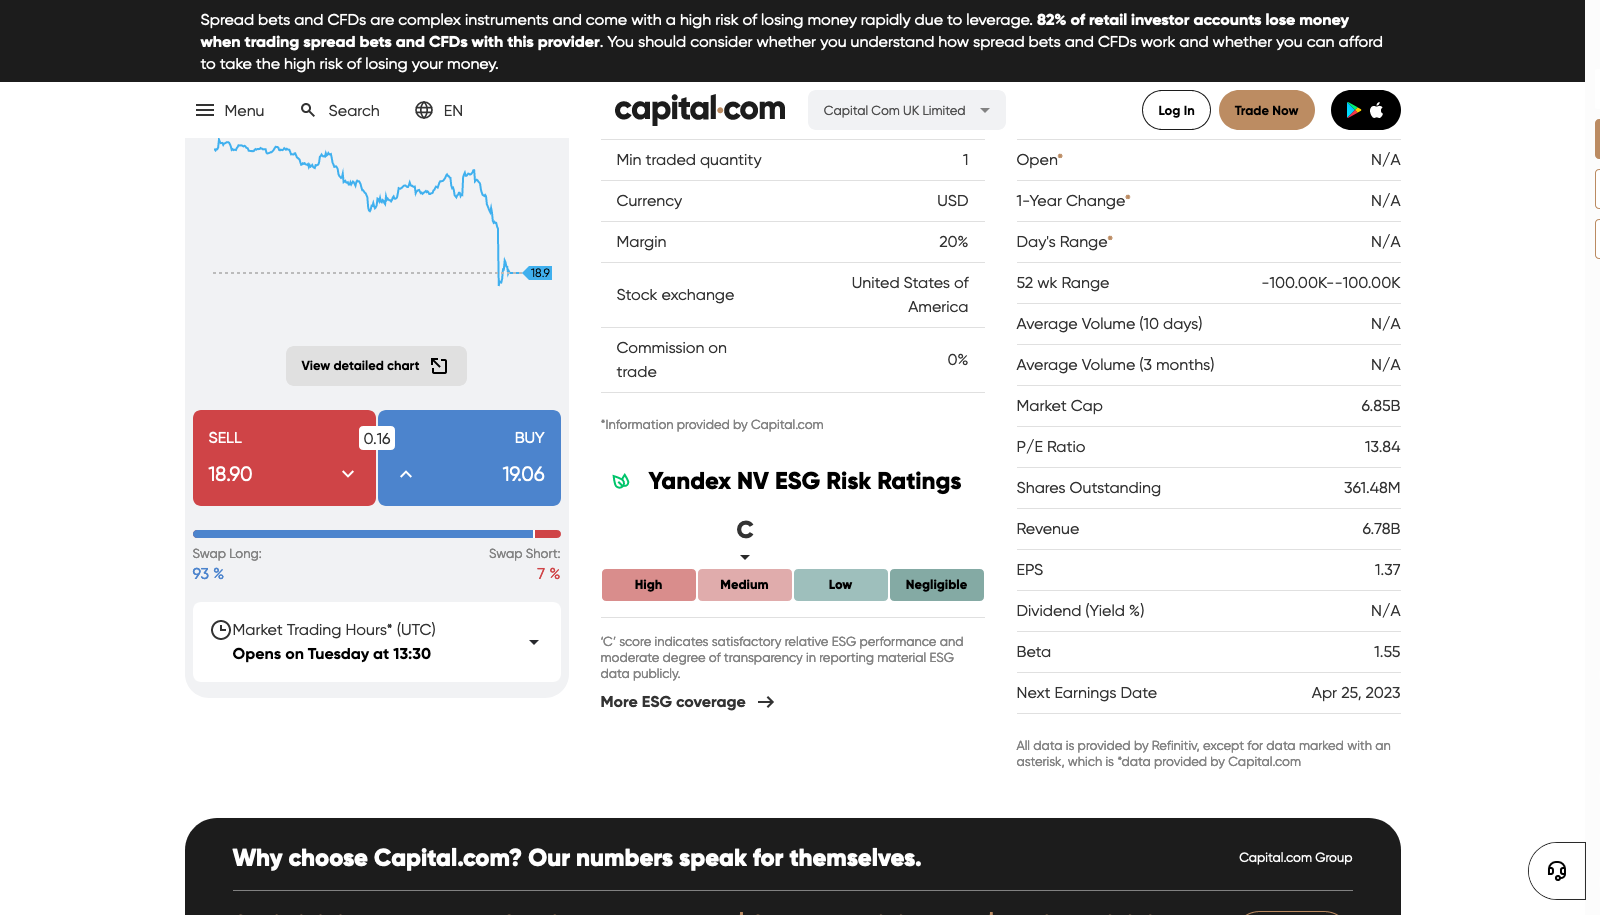 Spread bets and CFDs are complex instruments and come with a high risk of losing money rapidly due to leverage. 82% of retail investor accounts lose money
when trading spread bets and CFDs with this provider. You should consider whether you understand how spread bets and CFDs work and whether you can afford
to take the high risk of losing your money.
Menu
Search
EN
capital.com
Capital Com UK Limited
Log In
Trade Now
18.9
View detailed chart
SELL
18.90
0.16
BUY
19.06
Swap Long:
93 %
Swap Short:
7 %
Market Trading Hours* (UTC)
Opens on Tuesday at 13:30
Min traded quantity 1
Currency USD
Margin 20%
Stock exchange United States of
America
Commission on
trade 0%
*Information provided by Capital.com
Yandex NV ESG Risk Ratings
C
High Medium Low Negligible
‘C’ score indicates satisfactory relative ESG performance and
moderate degree of transparency in reporting material ESG
data publicly.
More ESG coverage
Open* N/A
1-Year Change* N/A
Day's Range* N/A
52 wk Range -100.00K--100.00K
Average Volume (10 days) N/A
Average Volume (3 months) N/A
Market Cap 6.85B
P/E Ratio 13.84
Shares Outstanding 361.48M
Revenue 6.78B
EPS 1.37
Dividend (Yield %) N/A
Beta 1.55
Next Earnings Date Apr 25, 2023
All data is provided by Refinitiv, except for data marked with an
asterisk, which is *data provided by Capital.com
Why choose Capital.com? Our numbers speak for themselves.
Capital.com Group